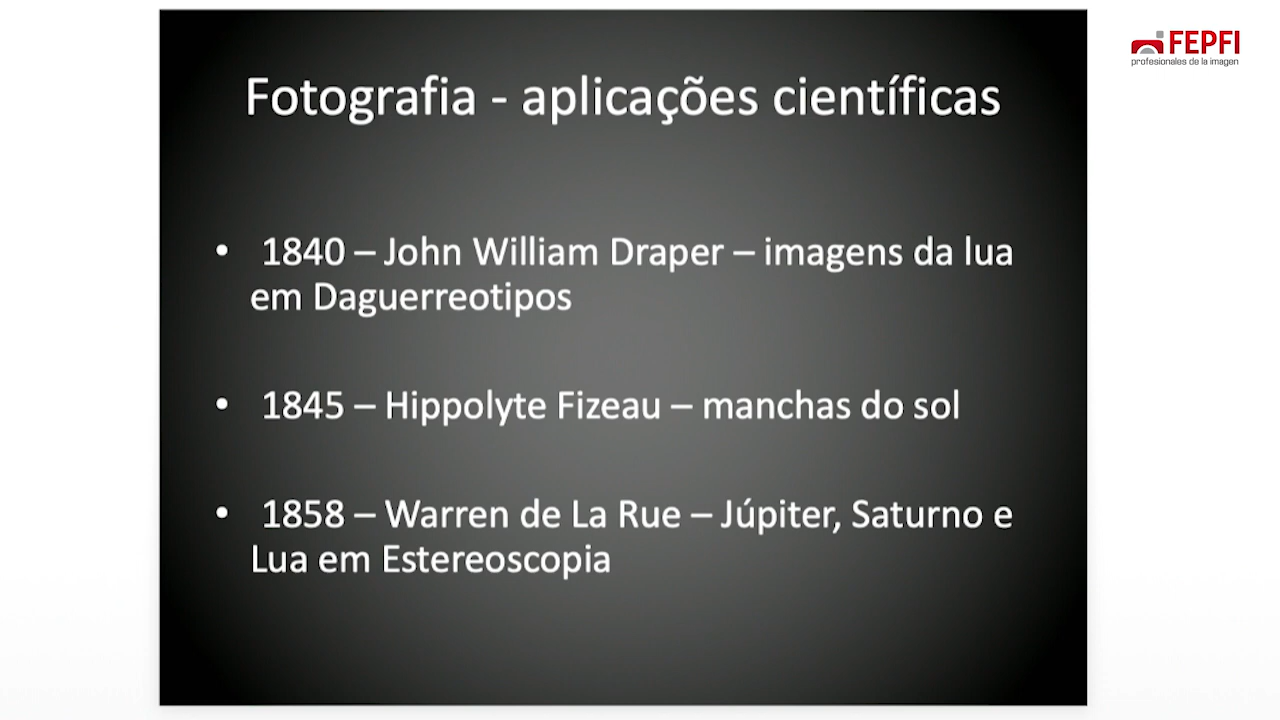 FEPFI
profesionales de la imagen
Fotografia - aplicações científicas
• 1840 – John William Draper – imagens da lua
em Daguerreotipos
• 1845 – Hippolyte Fizeau – manchas do sol
• 1858 – Warren de La Rue – Júpiter, Saturno e
Lua em Estereoscopia